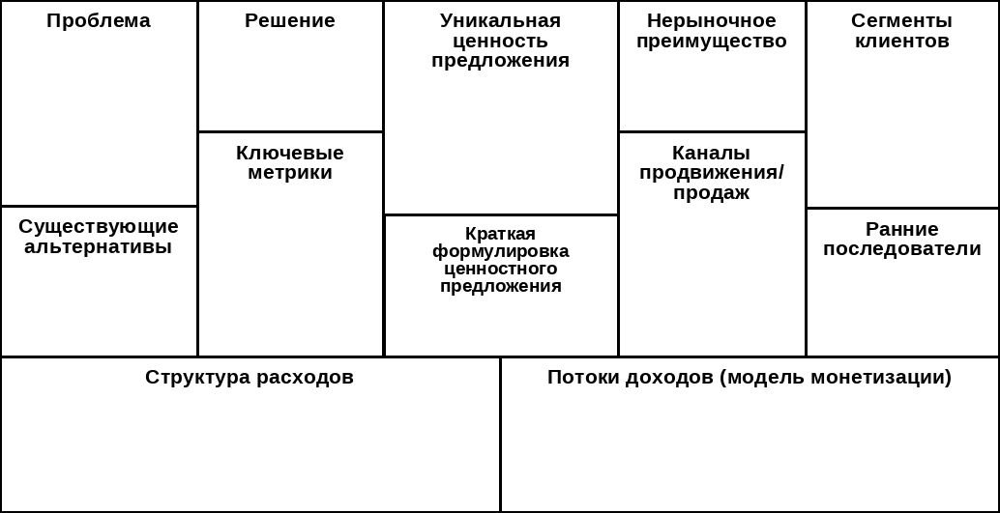 Проблема
Существующие
альтернативы
Решение
Ключевые
метрики
Уникальная
ценность
предложения
Краткая
формулировка
ценностного
предложения
Нерыночное
преимущество
Каналы
продвижения/
продаж
Сегменты
клиентов
Ранние
последователи
Структура расходов
Потоки доходов (модель монетизации)